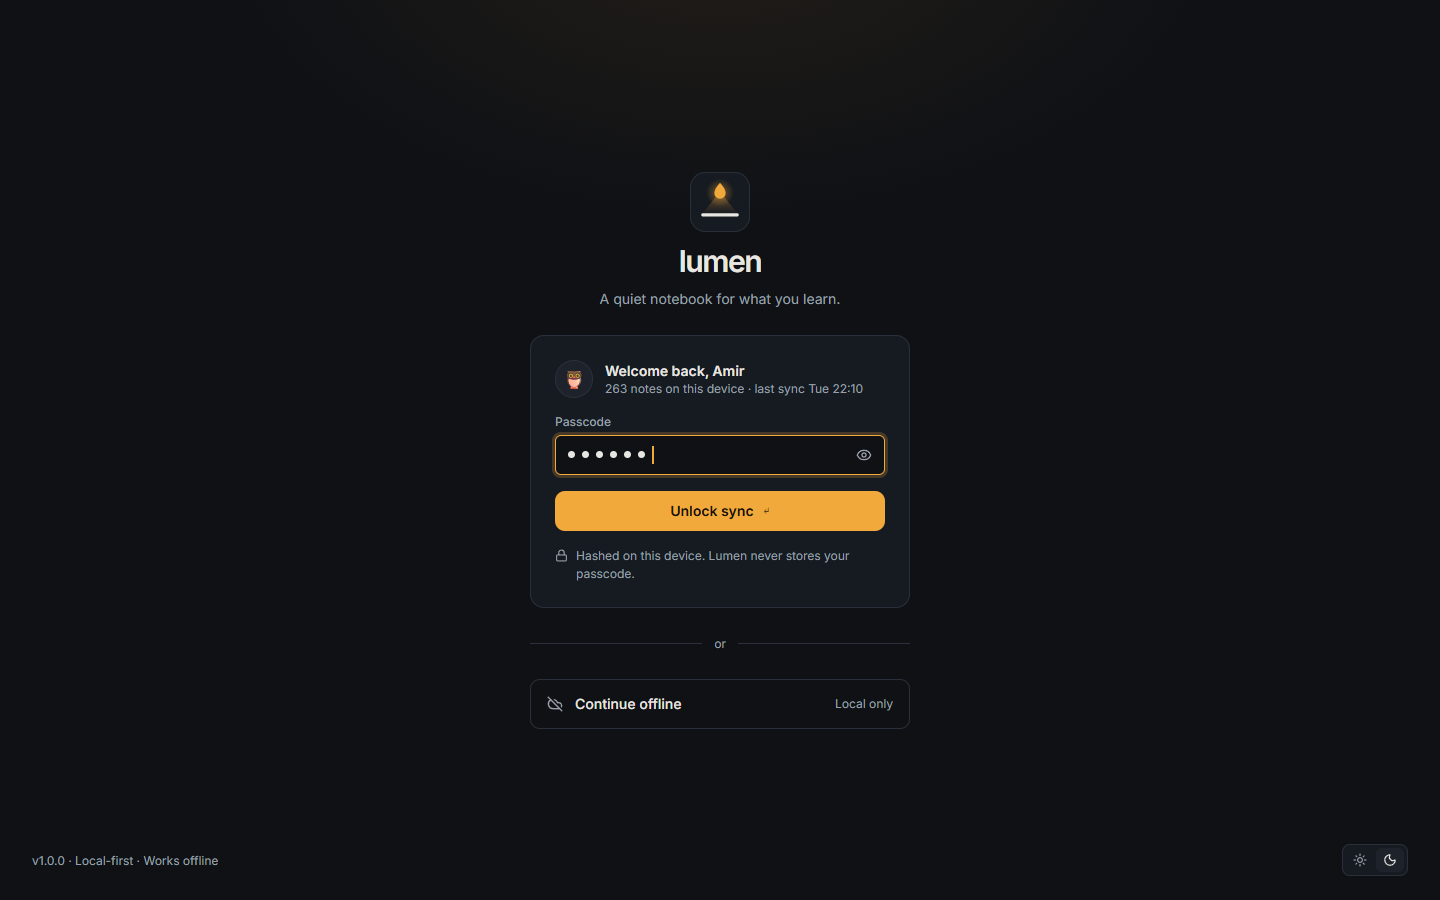 lumen
A quiet notebook for what you learn.
Welcome back, Amir
263 notes on this device · last sync Tue 22:10
Passcode
Unlock sync ↵
Hashed on this device. Lumen never stores your
passcode.
or
Continue offline
Local only
v1.0.0 · Local-first · Works offline